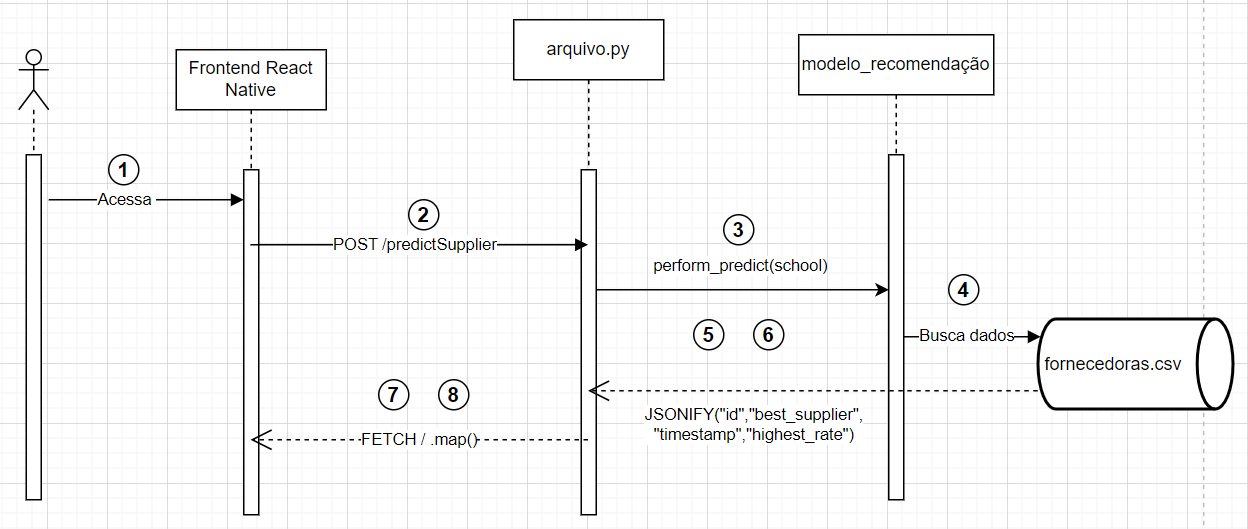 Frontend React
Native
arquivo.py
modelo_recomendação
1
Acessa
2
POST /predictSupplier
3
perform_predict(school)
4
Busca dados
fornecedoras.csv
5 6
JSONIFY("id","best_supplier",
"timestamp","highest_rate")
7 8
FETCH / .map()